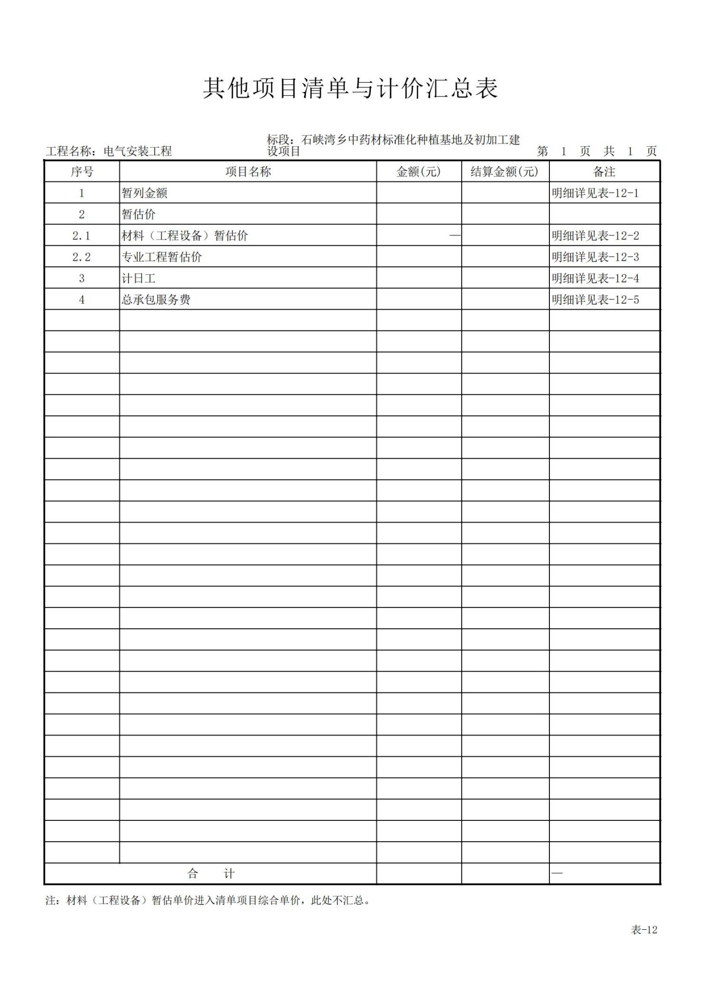 其他项目清单与计价汇总表
标段：石峡湾乡中药材标准化种植基地及初加工建
工程名称：电气安装工程 设项目 第 1 页 共 1 页
序号 项目名称 金额(元) 结算金额(元) 备注
1 暂列金额 明细详见表-12-1
2 暂估价
2.1 材料（工程设备）暂估价 — 明细详见表-12-2
2.2 专业工程暂估价 明细详见表-12-3
3 计日工 明细详见表-12-4
4 总承包服务费 明细详见表-12-5
合 计 —
注：材料（工程设备）暂估单价进入清单项目综合单价，此处不汇总。
表-12